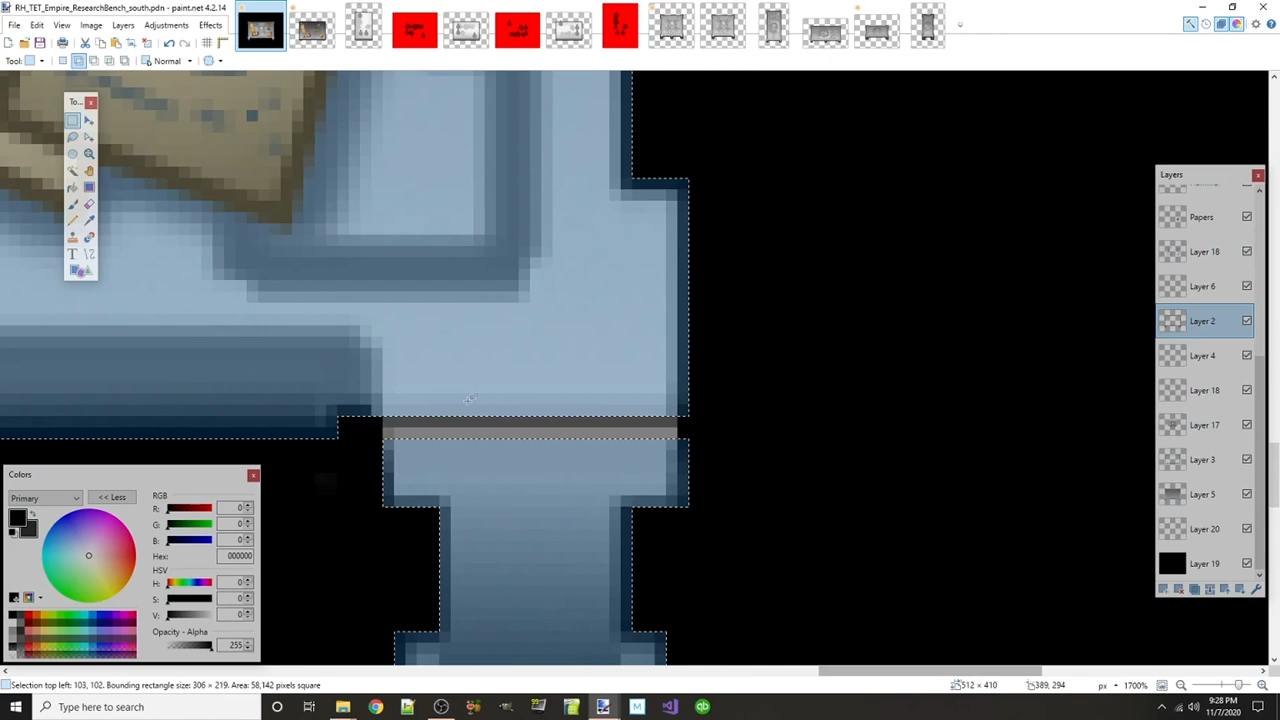 RH_TET_Empire_ResearchBench_south.pdn - paint.net 4.2.14
File Edit View Image Layers Adjustments Effects
Tool: Normal
To...
Layers
Papers
Layer 18
Layer 6
Layer 2
Layer 4
Layer 18
Layer 17
Layer 3
Layer 5
Layer 20
Layer 19
Colors
Primary << Less
RGB
R: 0
G: 0
B: 0
Hex: 000000
HSV
H: 0
S: 0
V: 0
Opacity - Alpha
255
Selection top left: 103, 102. Bounding rectangle size: 306 × 219. Area: 58,142 pixels square
512 × 410 389, 294 px 1700%
Type here to search
9:28 PM
11/7/2020